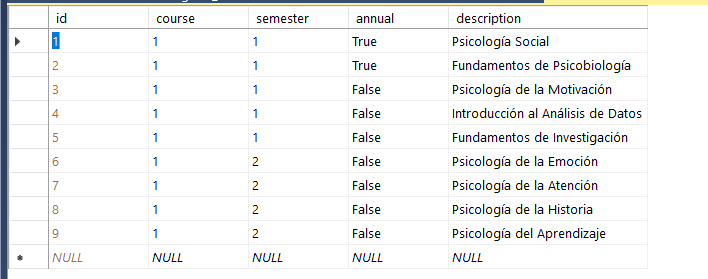 id course semester annual description
1 1 1 True Psicología Social
2 1 1 True Fundamentos de Psicobiología
3 1 1 False Psicología de la Motivación
4 1 1 False Introducción al Análisis de Datos
5 1 1 False Fundamentos de Investigación
6 1 2 False Psicología de la Emoción
7 1 2 False Psicología de la Atención
8 1 2 False Psicología de la Historia
9 1 2 False Psicología del Aprendizaje
NULL NULL NULL NULL NULL